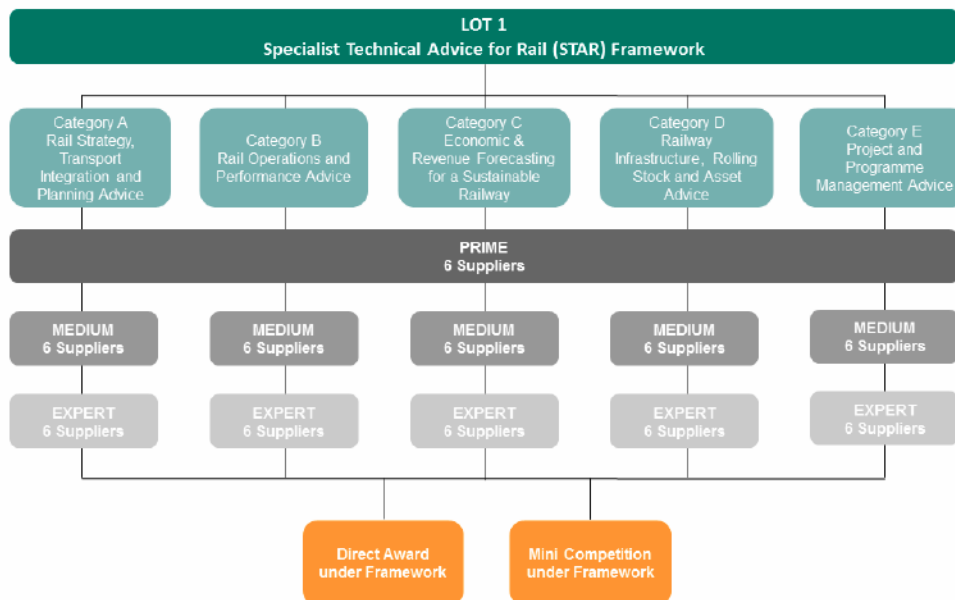 LOT 1
Specialist Technical Advice for Rail (STAR) Framework
Category A
Rail Strategy,
Transport
Integration and
Planning Advice
Category B
Rail Operations and
Performance Advice
Category C
Economic &
Revenue Forecasting
for a Sustainable
Railway
Category D
Railway
Infrastructure, Rolling
Stock and Asset
Advice
Category E
Project and
Programme
Management Advice
PRIME
6 Suppliers
MEDIUM
6 Suppliers
MEDIUM
6 Suppliers
MEDIUM
6 Suppliers
MEDIUM
6 Suppliers
MEDIUM
6 Suppliers
EXPERT
6 Suppliers
EXPERT
6 Suppliers
EXPERT
6 Suppliers
EXPERT
6 Suppliers
EXPERT
6 Suppliers
Direct Award
under Framework
Mini Competition
under Framework